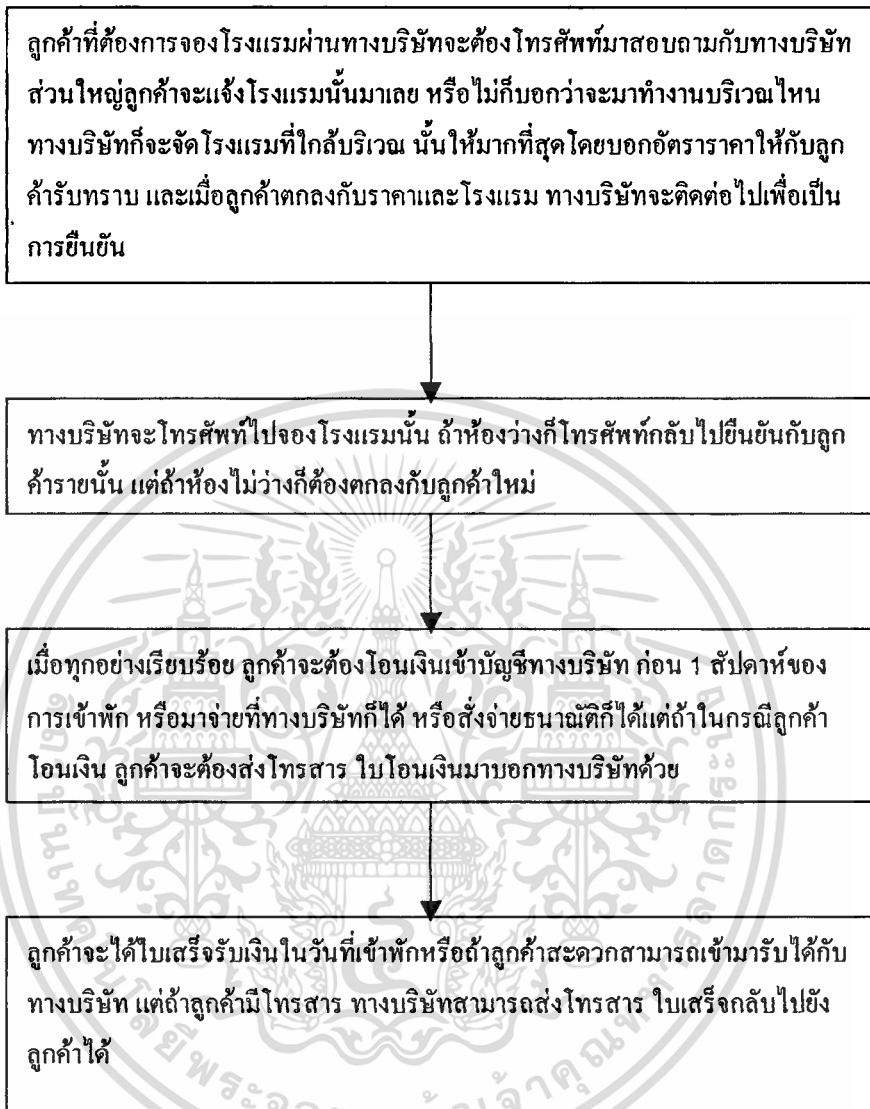 ลูกค้าที่ต้องการจองโรงแรมผ่านทางบริษัทจะต้องโทรศัพท์มาสอบถามกับทางบริษัท
ส่วนใหญ่ลูกค้าจะแจ้งโรงแรมนั้นมาเลย หรือไม่ก็บอกว่าจะมาทำงานบริเวณไหน
ทางบริษัทก็จะจัดโรงแรมที่ใกล้บริเวณ นั้นให้มากที่สุดโดยบอกอัตราราคาให้กับลูก
ค้ารับทราบ และเมื่อลูกค้าตกลงกับราคาและโรงแรม ทางบริษัทจะติดต่อไปเพื่อเป็น
การยืนยัน
ทางบริษัทจะโทรศัพท์ไปจองโรงแรมนั้น ถ้าห้องว่างก็โทรศัพท์กลับไปยืนยันกับลูก
ค้ารายนั้น แต่ถ้าห้องไม่ว่างก็ต้องตกลงกับลูกค้าใหม่
เมื่อทุกอย่างเรียบร้อย ลูกค้าจะต้องโอนเงินเข้าบัญชีทางบริษัท ก่อน 1 สัปดาห์ของ
การเข้าพัก หรือมาจ่ายที่ทางบริษัทก็ได้ หรือสั่งจ่ายธนาณัติก็ได้แต่ถ้าในกรณีลูกค้า
โอนเงิน ลูกค้าจะต้องส่งโทรสาร ใบโอนเงินมาบอกทางบริษัทด้วย
ลูกค้าจะได้ใบเสร็จรับเงินในวันที่เข้าพักหรือถ้าลูกค้าสะดวกสามารถเข้ามารับได้กับ
ทางบริษัท แต่ถ้าลูกค้ามีโทรสาร ทางบริษัทสามารถส่งโทรสาร ใบเสร็จกลับไปยัง
ลูกค้าได้